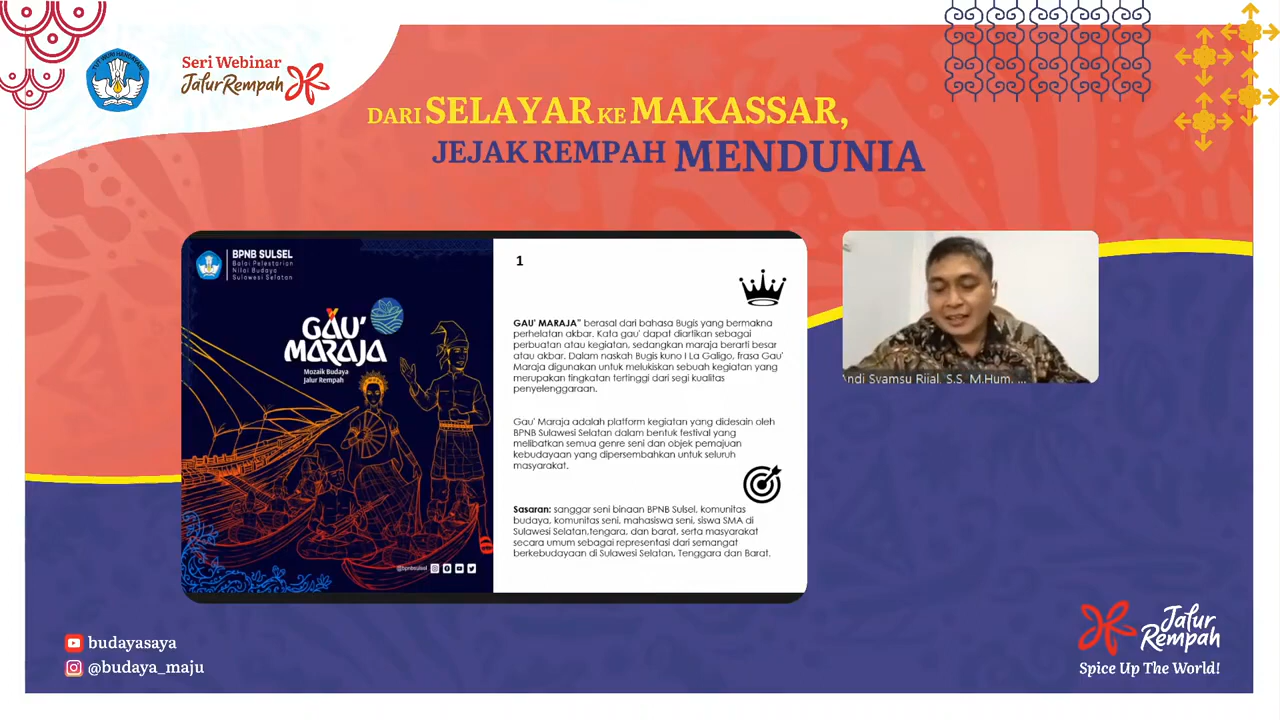 TUT WURI HANDAYANI
Seri Webinar
Jalur Rempah
DARI SELAYAR KE MAKASSAR,
JEJAK REMPAH MENDUNIA
BPNB SULSEL
Balai Pelestarian
Nilai Budaya
Sulawesi Selatan
GAU'
MARAJA
Mozaik Budaya
Jalur Rempah
@bpnbsulsel
1
GAU' MARAJA" berasal dari bahasa Bugis yang bermakna
perhelatan akbar. Kata gau' dapat diartikan sebagai
perbuatan atau kegiatan, sedangkan maraja berarti besar
atau akbar. Dalam naskah Bugis kuno I La Galigo, frasa Gau'
Maraja digunakan untuk melukiskan sebuah kegiatan yang
merupakan tingkatan tertinggi dari segi kualitas
penyelenggaraan.
Gau' Maraja adalah platform kegiatan yang didesain oleh
BPNB Sulawesi Selatan dalam bentuk festival yang
melibatkan semua genre seni dan objek pemajuan
kebudayaan yang dipersembahkan untuk seluruh
masyarakat.
Sasaran: sanggar seni binaan BPNB Sulsel, komunitas
budaya, komunitas seni, mahasiswa seni, siswa SMA di
Sulawesi Selatan,tengara, dan barat, serta masyarakat
secara umum sebagai representasi dari semangat
berkebudayaan di Sulawesi Selatan, Tenggara dan Barat.
Andi Syamsu Rijal, S.S. M.Hum. ...
budayasaya
@budaya_maju
Jalur
Rempah
Spice Up The World!